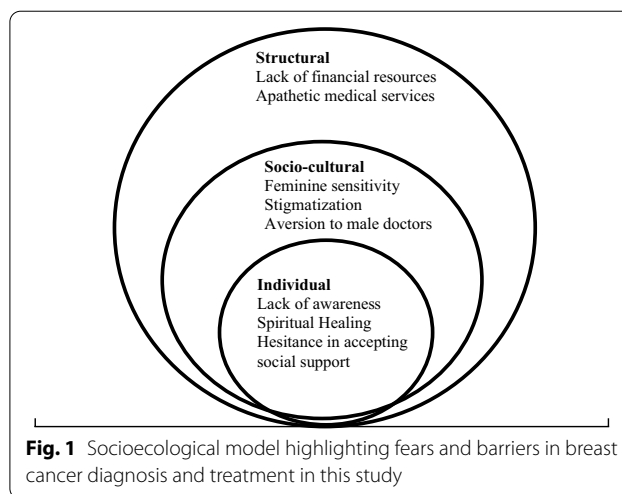 Structural
Lack of financial resources
Apathetic medical services
Socio-cultural
Feminine sensitivity
Stigmatization
Aversion to male doctors
Individual
Lack of awareness
Spiritual Healing
Hesitance in accepting
social support
Fig. 1 Socioecological model highlighting fears and barriers in breast
cancer diagnosis and treatment in this study